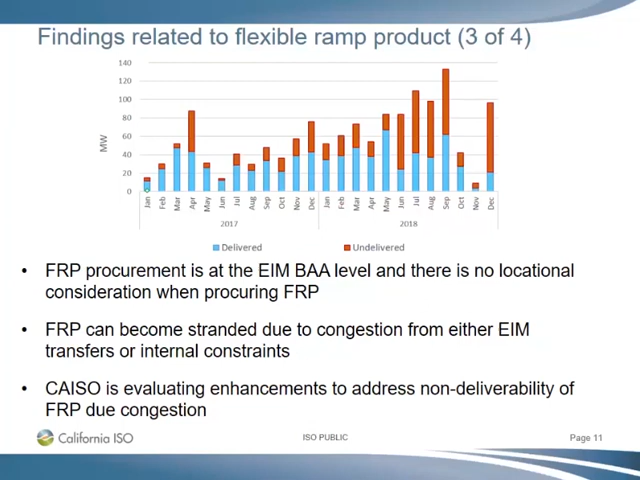 Findings related to flexible ramp product (3 of 4)
140
120
100
80
60
40
20
0
MW
Jan Feb Mar Apr May Jun Jul Aug Sep Oct Nov Dec Jan Feb Mar Apr May Jun Jul Aug Sep Oct Nov Dec
2017 2018
Delivered Undelivered
• FRP procurement is at the EIM BAA level and there is no locational
consideration when procuring FRP
• FRP can become stranded due to congestion from either EIM
transfers or internal constraints
• CAISO is evaluating enhancements to address non-deliverability of
FRP due congestion
California ISO
ISO PUBLIC
Page 11